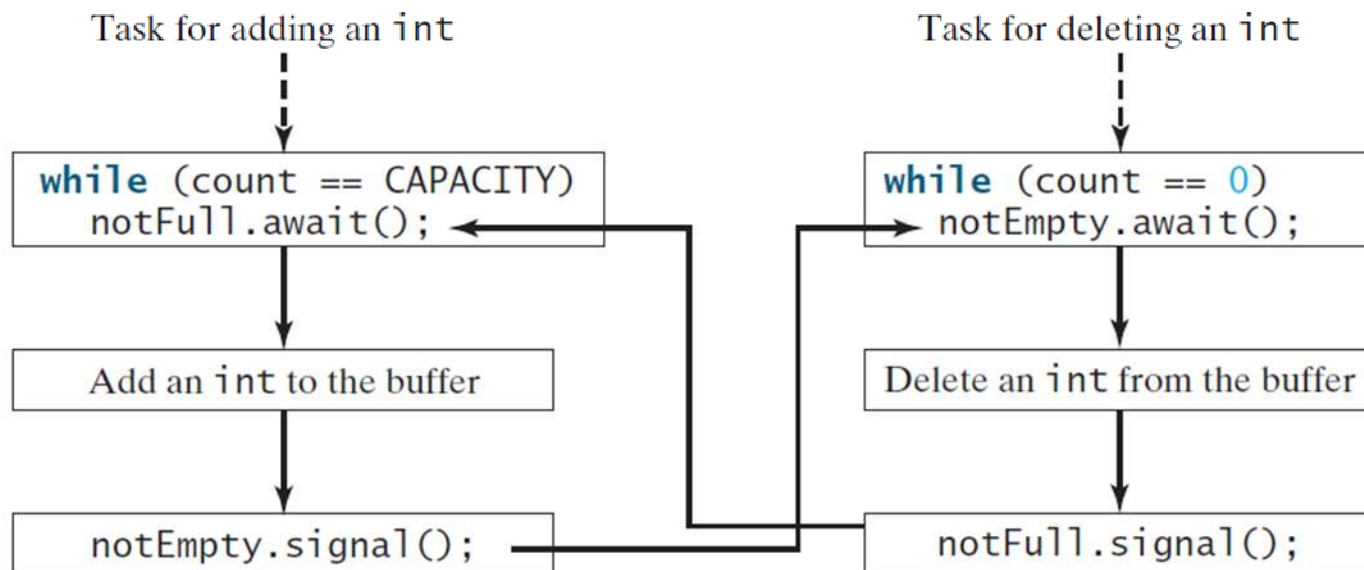 Task for adding an int
while (count == CAPACITY)
notFull.await();
Add an int to the buffer
notEmpty.signal();
Task for deleting an int
while (count == 0)
notEmpty.await();
Delete an int from the buffer
notFull.signal();